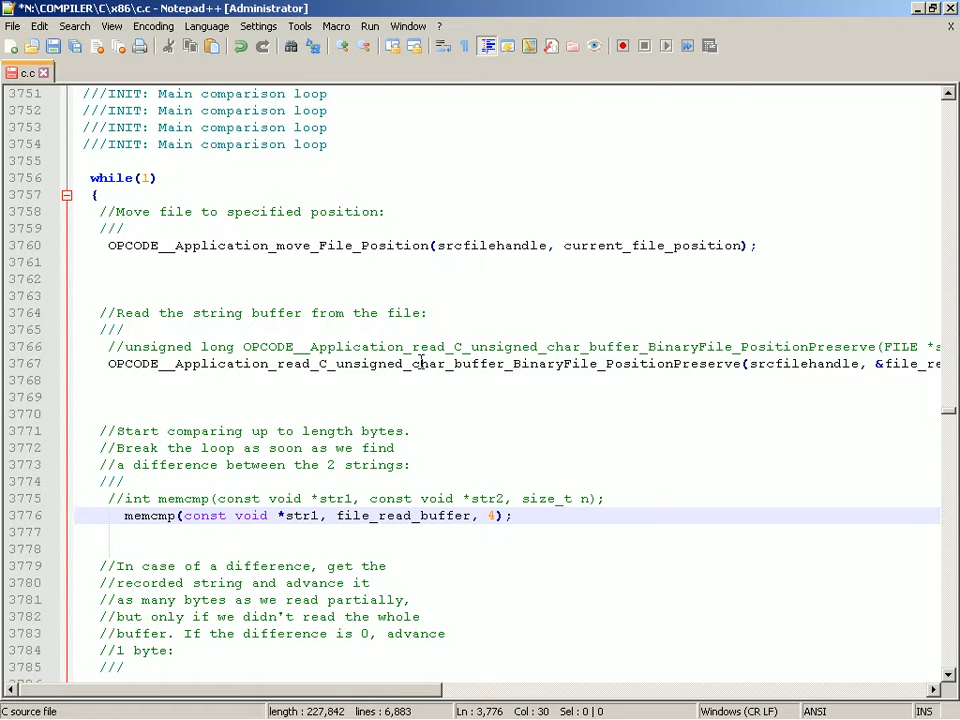 *N:\COMPILER\C\x86\c.c - Notepad++ [Administrator]
File Edit Search View Encoding Language Settings Tools Macro Run Window ? X
c.c
3751 ///INIT: Main comparison loop
3752 ///INIT: Main comparison loop
3753 ///INIT: Main comparison loop
3754 ///INIT: Main comparison loop
3755
3756 while(1)
3757 {
3758 //Move file to specified position:
3759 ///
3760 OPCODE__Application_move_File_Position(srcfilehandle, current_file_position);
3761
3762
3763
3764 //Read the string buffer from the file:
3765 ///
3766 //unsigned long OPCODE__Application_read_C_unsigned_char_buffer_BinaryFile_PositionPreserve(FILE *s
3767 OPCODE__Application_read_C_unsigned_char_buffer_BinaryFile_PositionPreserve(srcfilehandle, &file_re
3768
3769
3770
3771 //Start comparing up to length bytes.
3772 //Break the loop as soon as we find
3773 //a difference between the 2 strings:
3774 ///
3775 //int memcmp(const void *str1, const void *str2, size_t n);
3776 memcmp(const void *str1, file_read_buffer, 4);
3777
3778
3779 //In case of a difference, get the
3780 //recorded string and advance it
3781 //as many bytes as we read partially,
3782 //but only if we didn't read the whole
3783 //buffer. If the difference is 0, advance
3784 //1 byte:
3785 ///
C source file length : 227,842 lines : 6,883 Ln : 3,776 Col : 30 Sel : 0 | 0 Windows (CR LF) ANSI INS